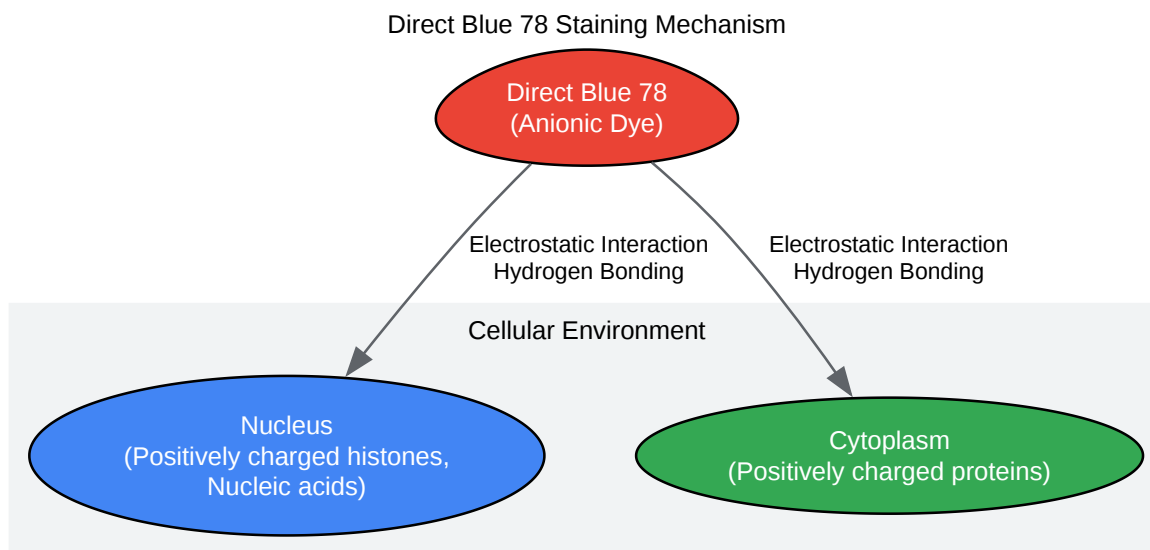 Direct Blue 78 Staining Mechanism
Direct Blue 78
(Anionic Dye)
Electrostatic Interaction
Hydrogen Bonding
Electrostatic Interaction
Hydrogen Bonding
Cellular Environment
Nucleus
(Positively charged histones,
Nucleic acids)
Cytoplasm
(Positively charged proteins)